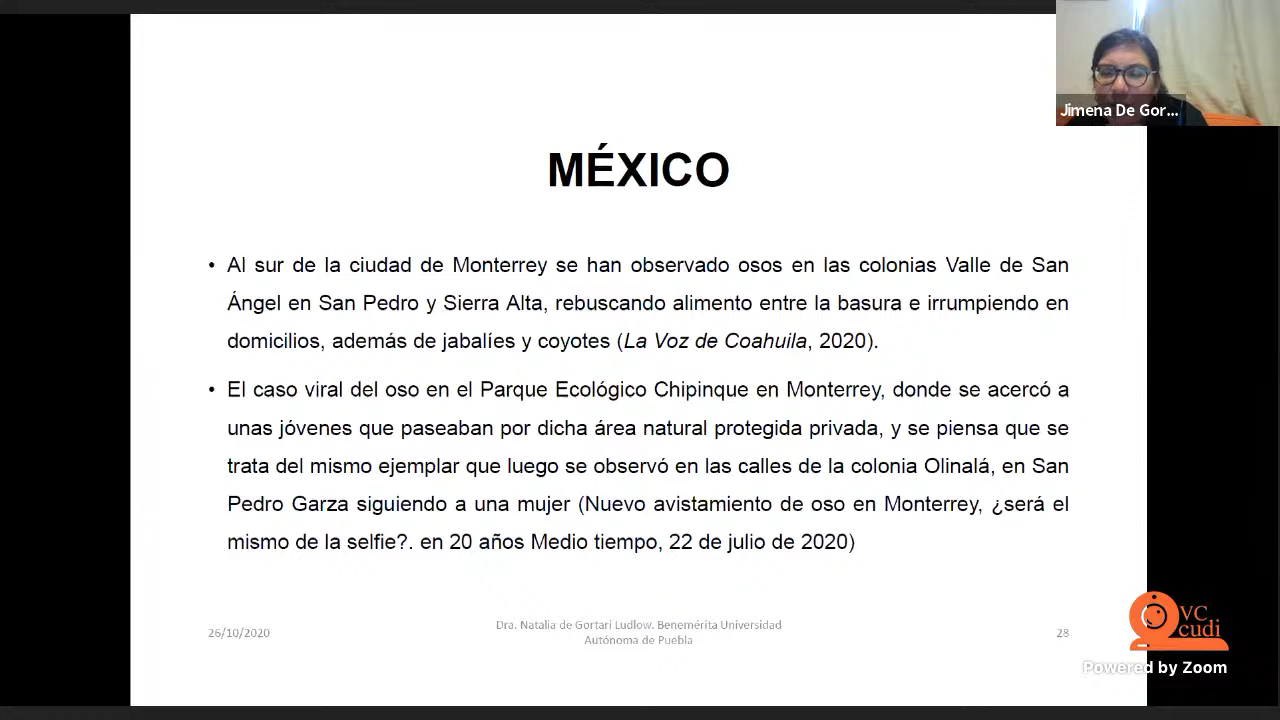 Jimena De Gor...
MÉXICO
• Al sur de la ciudad de Monterrey se han observado osos en las colonias Valle de San
Ángel en San Pedro y Sierra Alta, rebuscando alimento entre la basura e irrumpiendo en
domicilios, además de jabalíes y coyotes (La Voz de Coahuila, 2020).
• El caso viral del oso en el Parque Ecológico Chipinque en Monterrey, donde se acercó a
unas jóvenes que paseaban por dicha área natural protegida privada, y se piensa que se
trata del mismo ejemplar que luego se observó en las calles de la colonia Olinalá, en San
Pedro Garza siguiendo a una mujer (Nuevo avistamiento de oso en Monterrey, ¿será el
mismo de la selfie?. en 20 años Medio tiempo, 22 de julio de 2020)
26/10/2020
Dra. Natalia de Gortari Ludlow. Benemérita Universidad
Autónoma de Puebla
28
VC
cudi
Powered by Zoom